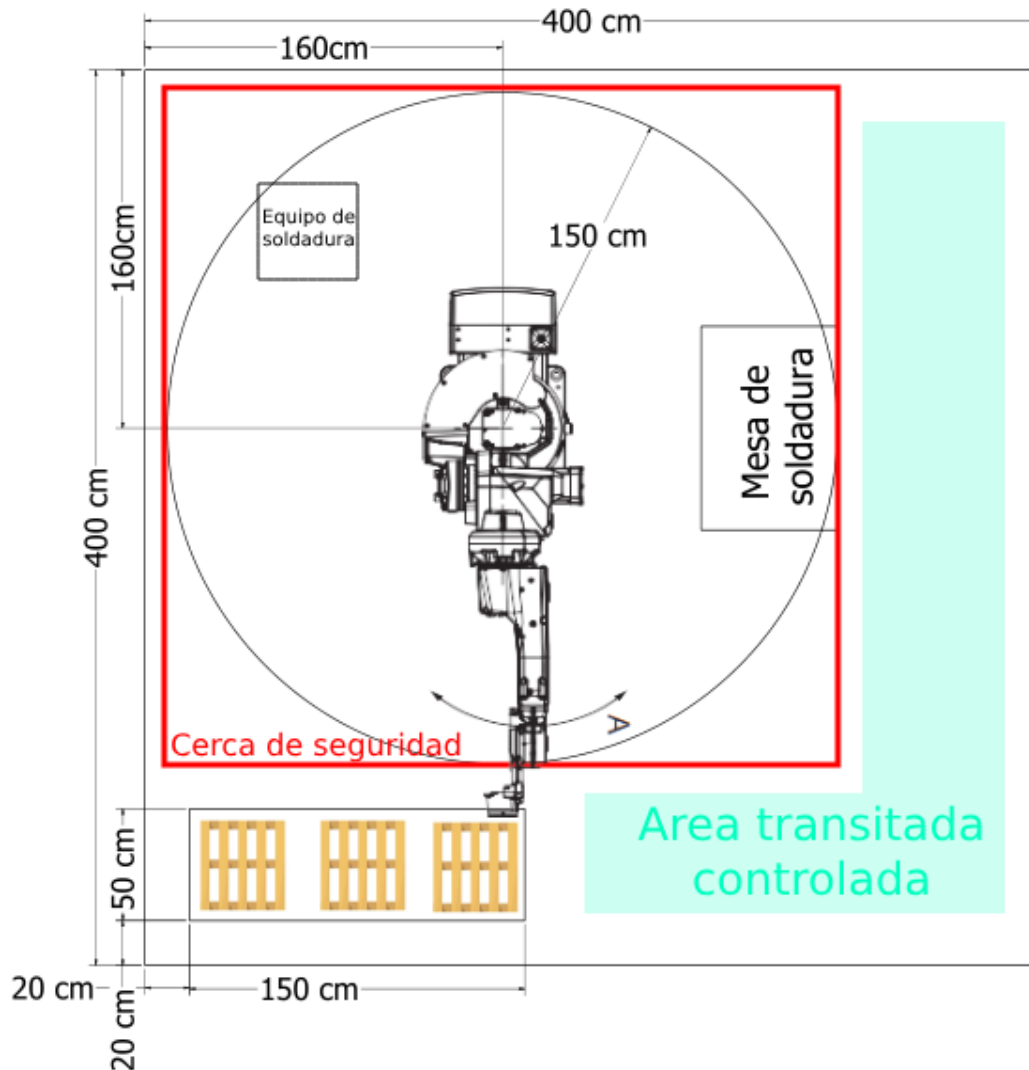 400 cm
160cm
160cm
Equipo de
soldadura
150 cm
Mesa de
soldadura
400 cm
A
Cerca de seguridad
Area transitada
controlada
50 cm
20 cm
150 cm
20 cm